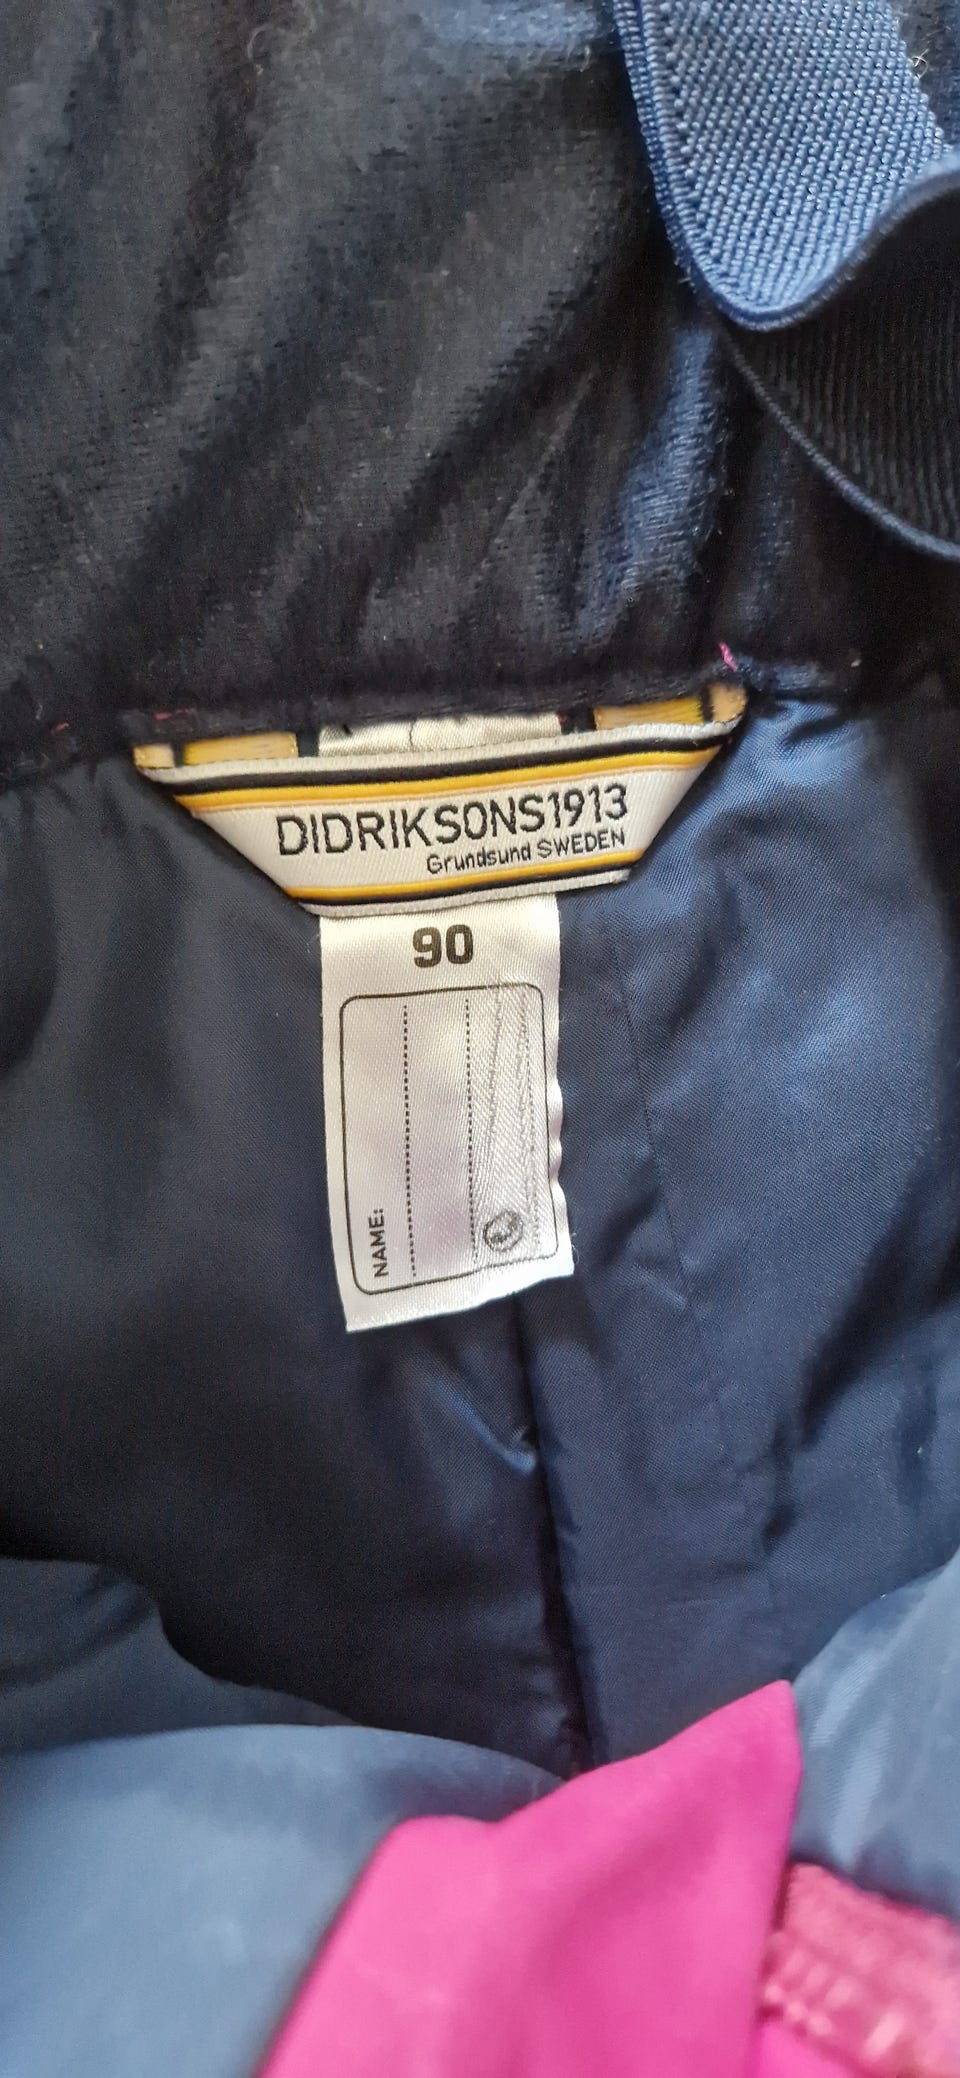 DIDRIKSONS1913
Grundsund SWEDEN
90
NAME: